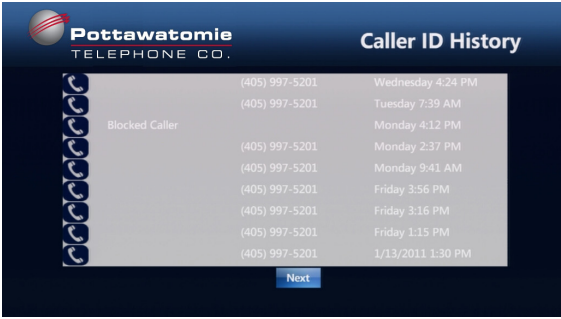 Pottawatomie
TELEPHONE CO.
Caller ID History
(405) 997-5201 Wednesday 4:24 PM
(405) 997-5201 Tuesday 7:39 AM
Blocked Caller Monday 4:12 PM
(405) 997-5201 Monday 2:37 PM
(405) 997-5201 Monday 9:41 AM
(405) 997-5201 Friday 3:56 PM
(405) 997-5201 Friday 3:16 PM
(405) 997-5201 Friday 1:15 PM
(405) 997-5201 1/13/2011 1:30 PM
Next